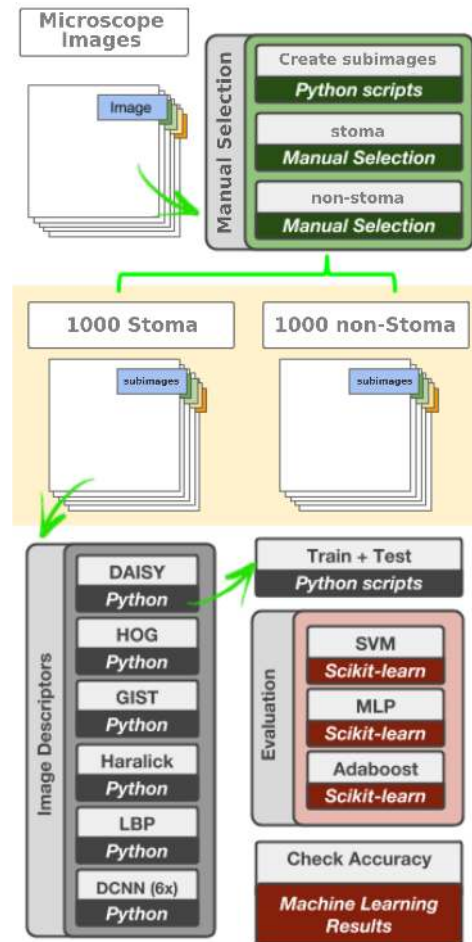 Microscope
Images
Image
Manual Selection
Create subimages
Python scripts
stoma
Manual Selection
non-stoma
Manual Selection
1000 Stoma
1000 non-Stoma
subimages
subimages
Image Descriptors
DAISY
Python
HOG
Python
GIST
Python
Haralick
Python
LBP
Python
DCNN (6x)
Python
Train + Test
Python scripts
Evaluation
SVM
Scikit-learn
MLP
Scikit-learn
Adaboost
Scikit-learn
Check Accuracy
Machine Learning
Results